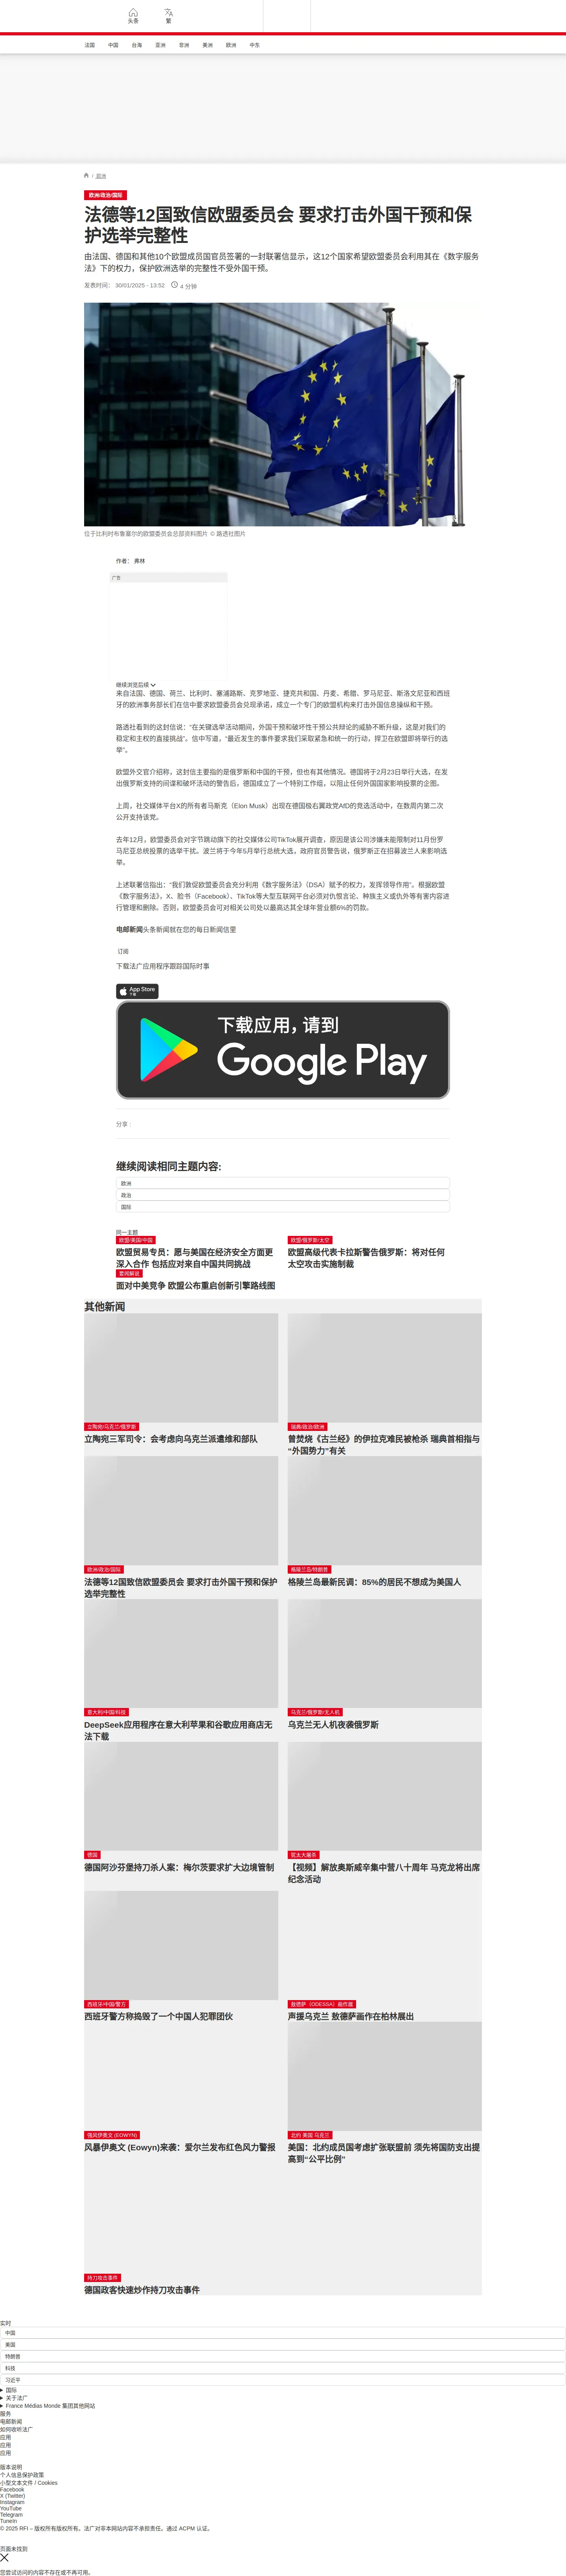 头条
繁
法国 中国 台海 亚洲 非洲 美洲 欧洲 中东
/ 欧洲
欧洲/政治/国际
法德等12国致信欧盟委员会 要求打击外国干预和保
护选举完整性
由法国、德国和其他10个欧盟成员国官员签署的一封联署信显示，这12个国家希望欧盟委员会利用其在《数字服务
法》下的权力，保护欧洲选举的完整性不受外国干预。
发表时间： 30/01/2025 - 13:52 4 分钟
位于比利时布鲁塞尔的欧盟委员会总部资料图片 © 路透社图片
作者： 弗林
广告
继续浏览后续
来自法国、德国、荷兰、比利时、塞浦路斯、克罗地亚、捷克共和国、丹麦、希腊、罗马尼亚、斯洛文尼亚和西班
牙的欧洲事务部长们在信中要求欧盟委员会兑现承诺，成立一个专门的欧盟机构来打击外国信息操纵和干预。
路透社看到的这封信说：“在关键选举活动期间，外国干预和破坏性干预公共辩论的威胁不断升级，这是对我们的
稳定和主权的直接挑战”。信中写道，“最近发生的事件要求我们采取紧急和统一的行动，捍卫在欧盟即将举行的选
举”。
欧盟外交官介绍称，这封信主要指的是俄罗斯和中国的干预，但也有其他情况。德国将于2月23日举行大选，在发
出俄罗斯支持的间谍和破坏活动的警告后，德国成立了一个特别工作组，以阻止任何外国国家影响投票的企图。
上周，社交媒体平台X的所有者马斯克（Elon Musk）出现在德国极右翼政党AfD的竞选活动中，在数周内第二次
公开支持该党。
去年12月，欧盟委员会对字节跳动旗下的社交媒体公司TikTok展开调查，原因是该公司涉嫌未能限制对11月份罗
马尼亚总统投票的选举干扰。波兰将于今年5月举行总统大选，政府官员警告说，俄罗斯正在招募波兰人来影响选
举。
上述联署信指出：“我们敦促欧盟委员会充分利用《数字服务法》（DSA）赋予的权力，发挥领导作用”。根据欧盟
《数字服务法》，X、脸书（Facebook）、TikTok等大型互联网平台必须对仇恨言论、种族主义或仇外等有害内容进
行管理和删除。否则，欧盟委员会可对相关公司处以最高达其全球年营业额6%的罚款。
电邮新闻头条新闻就在您的每日新闻信里
订阅
下载法广应用程序跟踪国际时事
App Store
下载
下载应用，请到
Google Play
分享 :
继续阅读相同主题内容:
欧洲
政治
国际
同一主题
欧盟/美国/中国
欧盟贸易专员：愿与美国在经济安全方面更
深入合作 包括应对来自中国共同挑战
欧盟/俄罗斯/太空
欧盟高级代表卡拉斯警告俄罗斯：将对任何
太空攻击实施制裁
要闻解说
面对中美竞争 欧盟公布重启创新引擎路线图
其他新闻
立陶宛/乌克兰/俄罗斯
立陶宛三军司令：会考虑向乌克兰派遣维和部队
瑞典/政治/欧洲
曾焚烧《古兰经》的伊拉克难民被枪杀 瑞典首相指与
“外国势力”有关
欧洲/政治/国际
法德等12国致信欧盟委员会 要求打击外国干预和保护
选举完整性
格陵兰岛/特朗普
格陵兰岛最新民调：85%的居民不想成为美国人
意大利/中国/科技
DeepSeek应用程序在意大利苹果和谷歌应用商店无
法下载
乌克兰/俄罗斯/无人机
乌克兰无人机夜袭俄罗斯
德国
德国阿沙芬堡持刀杀人案：梅尔茨要求扩大边境管制
犹太大屠杀
【视频】解放奥斯威辛集中营八十周年 马克龙将出席
纪念活动
西班牙/中国/警方
西班牙警方称捣毁了一个中国人犯罪团伙
敖德萨（ODESSA）画作展
声援乌克兰 敖德萨画作在柏林展出
强风伊奥文 (EOWYN)
风暴伊奥文 (Eowyn)来袭：爱尔兰发布红色风力警报
北约 美国 乌克兰
美国：北约成员国考虑扩张联盟前 须先将国防支出提
高到“公平比例”
持刀攻击事件
德国政客快速炒作持刀攻击事件
实时
中国
美国
特朗普
科技
习近平
国际
关于法广
France Médias Monde 集团其他网站
服务
电邮新闻
如何收听法广
应用
应用
应用
版本说明
个人信息保护政策
小型文本文件 / Cookies
Facebook
X (Twitter)
Instagram
YouTube
Telegram
TuneIn
© 2025 RFI – 版权所有版权所有。法广对非本网站内容不承担责任。通过 ACPM 认证。
页面未找到
您尝试访问的内容不存在或不再可用。